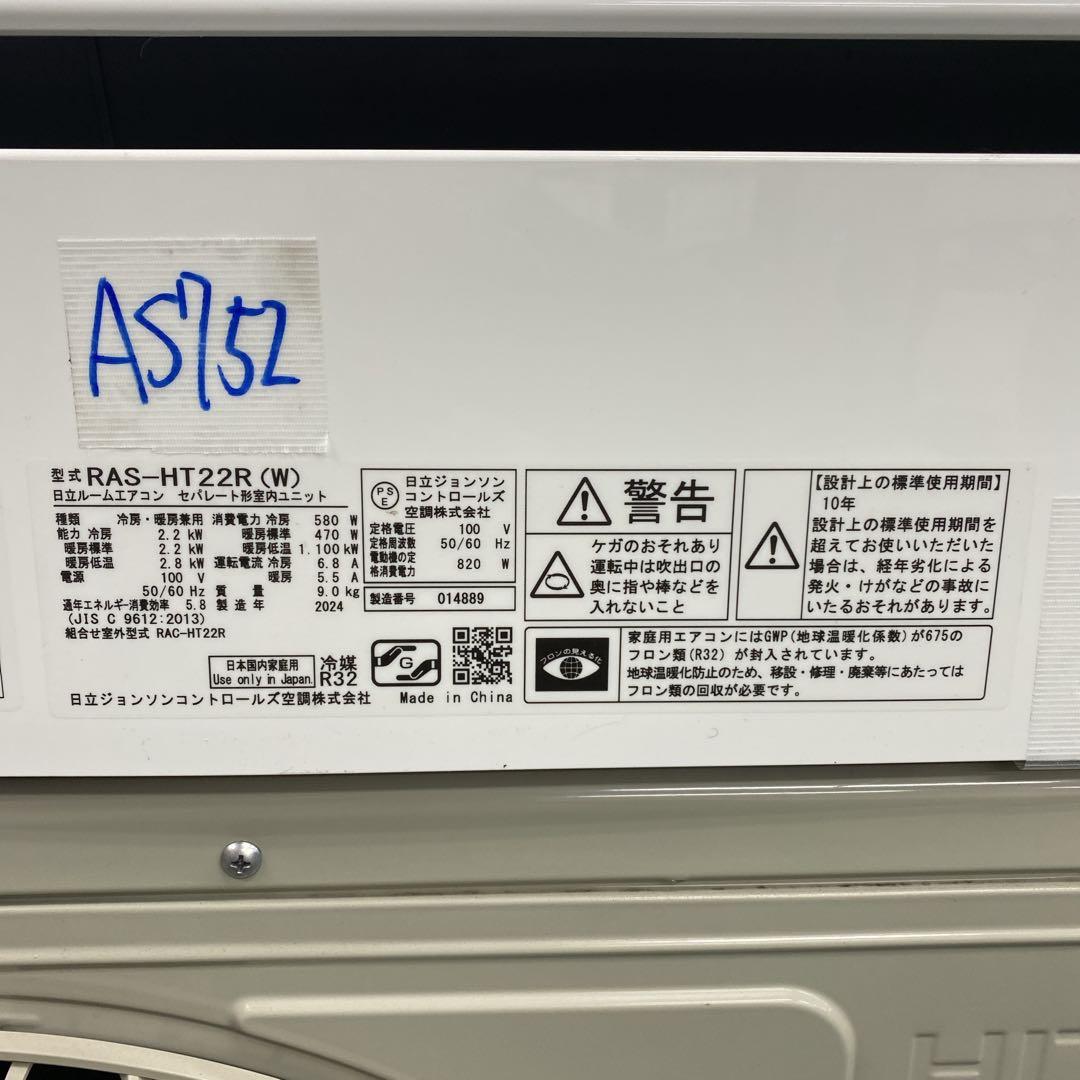 AS752
型式 RAS-HT22R(W)
日立ルームエアコン セパレート形室内ユニット
種類 冷房・暖房兼用 消費電力 冷房 580 W
能力 冷房 2.2 kW 暖房標準 470 W
暖房標準 2.2 kW 暖房低温 1.100 kW
暖房低温 2.8 kW 運転電流 冷房 6.8 A
電源 100 V 暖房 5.5 A
50/60 Hz 質量 9.0 kg
通年エネルギー消費効率 5.8 製造年 2024
(JIS C 9612:2013)
組合せ室外型式 RAC-HT22R
日本国内家庭用
Use only in Japan.
冷媒
R32
日立ジョンソンコントロールズ空調株式会社
PS
E
日立ジョンソン
コントロールズ
空調株式会社
定格電圧 100 V
定格周波数 50/60 Hz
電動機の定
格消費電力 820 W
製造番号 014889
G
Made in China
警告
ケガのおそれあり
運転中は吹出口の
奥に指や棒などを
入れないこと
【設計上の標準使用期間】
10年
設計上の標準使用期間を
超えてお使いいただいた
場合は、経年劣化による
発火・けがなどの事故に
いたるおそれがあります。
フロンの見える化
家庭用エアコンにはGWP(地球温暖化係数)が675の
フロン類(R32)が封入されています。
地球温暖化防止のため、移設・修理・廃棄等にあたっては
フロン類の回収が必要です。